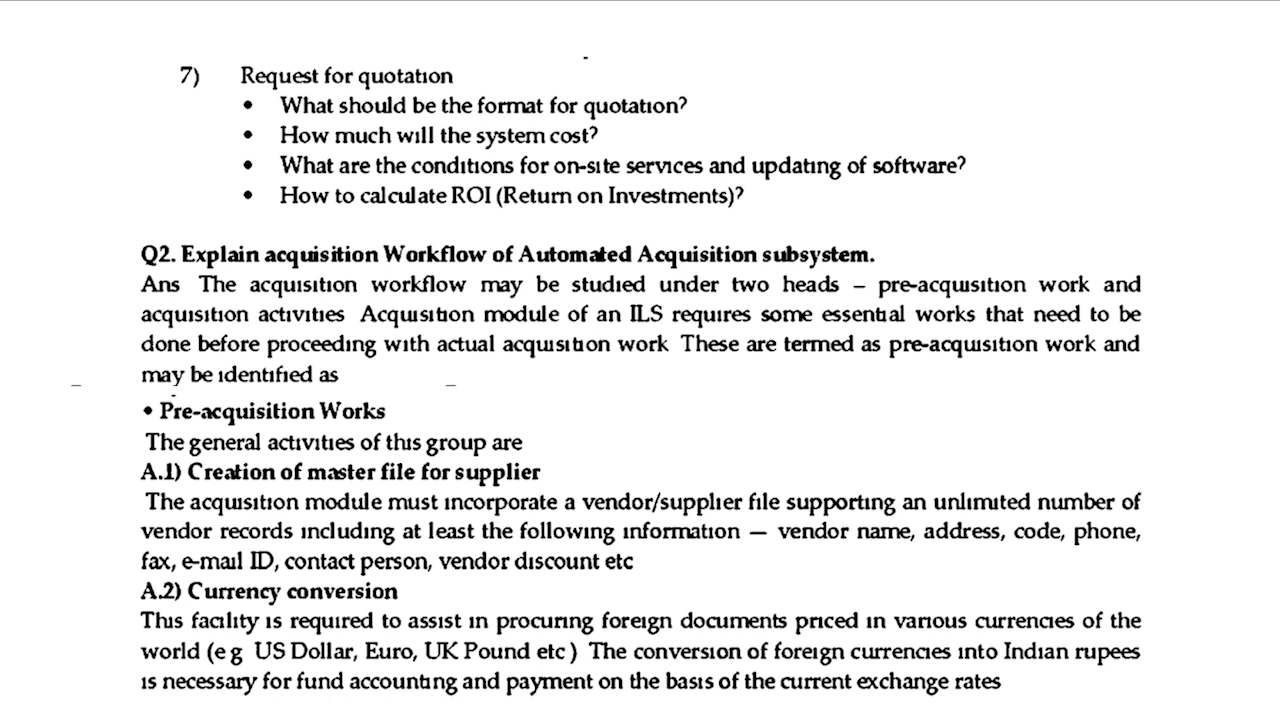 7) Request for quotation
• What should be the format for quotation?
• How much will the system cost?
• What are the conditions for on-site services and updating of software?
• How to calculate ROI (Return on Investments)?
Q2. Explain acquisition Workflow of Automated Acquisition subsystem.
Ans The acquisition workflow may be studied under two heads – pre-acquisition work and
acquisition activities Acquisition module of an ILS requires some essential works that need to be
done before proceeding with actual acquisition work These are termed as pre-acquisition work and
may be identified as
• Pre-acquisition Works
The general activities of this group are
A.1) Creation of master file for supplier
The acquisition module must incorporate a vendor/supplier file supporting an unlimited number of
vendor records including at least the following information — vendor name, address, code, phone,
fax, e-mail ID, contact person, vendor discount etc
A.2) Currency conversion
This facility is required to assist in procuring foreign documents priced in various currencies of the
world (e g US Dollar, Euro, UK Pound etc ) The conversion of foreign currencies into Indian rupees
is necessary for fund accounting and payment on the basis of the current exchange rates